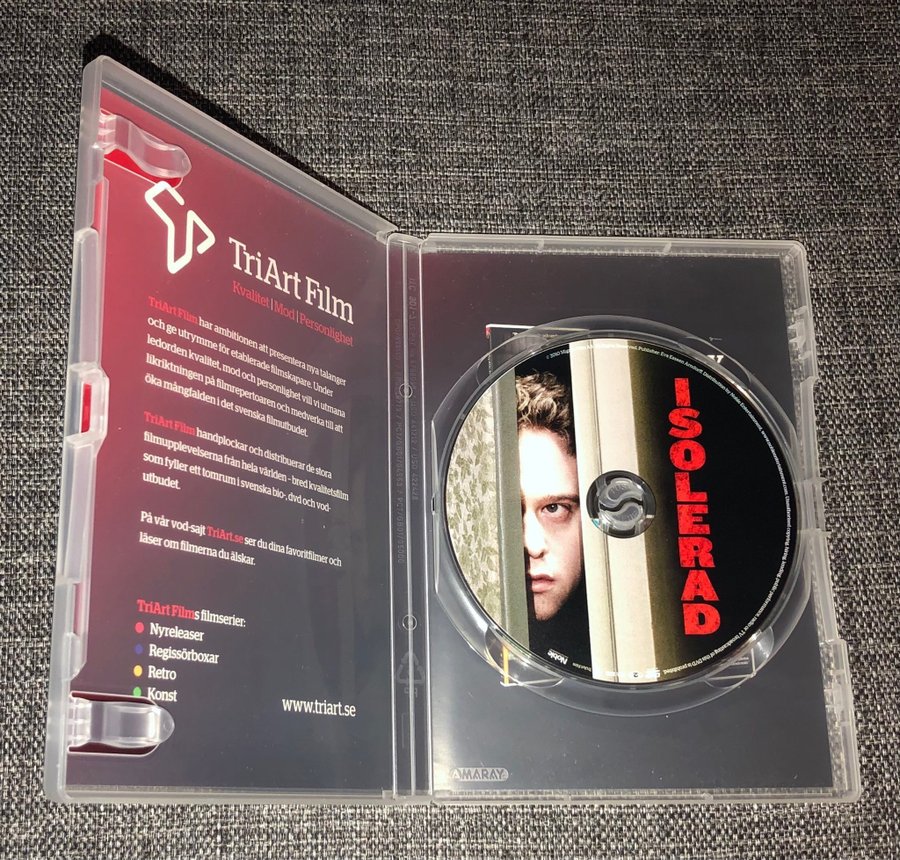 TriArt Film
Kvalitet | Mod | Personlighet
TriArt Film har ambitionen att presentera nya talanger
och ge utrymme för etablerade filmskapare. Under
ledorden kvalitet, mod och personlighet vill vi utmana
likriktningen på filmrepertoaren och medverka till att
öka mångfalden i det svenska filmutbudet.
TriArt Film handplockar och distribuerar de stora
filmupplevelserna från hela världen - bred kvalitetsfilm
som fyller ett tomrum i svenska bio-, dvd och vod-
utbudet.
På vår vod-sajt TriArt.se ser du dina favoritfilmer och
läser om filmerna du älskar.
TriArt Films filmserier:
Nyreleaser
Regissörboxar
Retro
Konst
www.triart.se
ISOLERAD
Noble
AMARAY